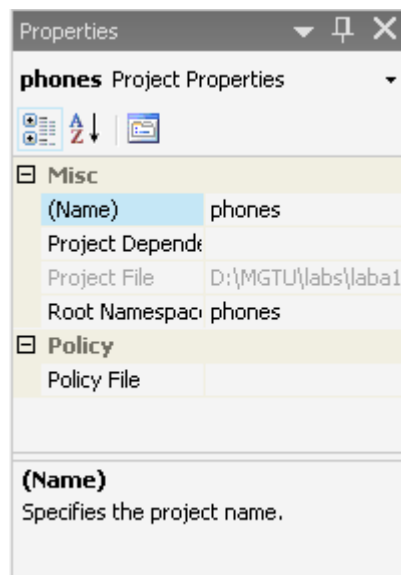 Properties
phones Project Properties
Misc
(Name) phones
Project Depende
Project File D:\MGTU\labs\laba1
Root Namespac phones
Policy
Policy File
(Name)
Specifies the project name.